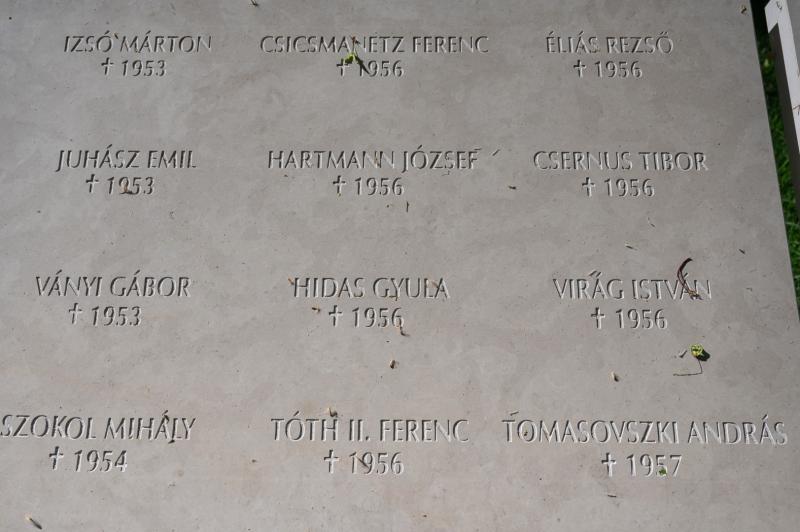 IZSÓ MÁRTON
† 1953
CSICSMANETZ FERENC
† 1956
ÉLIÁS REZSŐ
† 1956
JUHÁSZ EMIL
† 1953
HARTMANN JÓZSEF
† 1956
CSERNUS TIBOR
† 1956
VÁNYI GÁBOR
† 1953
HIDAS GYULA
† 1956
VIRÁG ISTVÁN
† 1956
SZOKOL MIHÁLY
† 1954
TÓTH II. FERENC
† 1956
TOMASOVSZKI ANDRÁS
† 1957